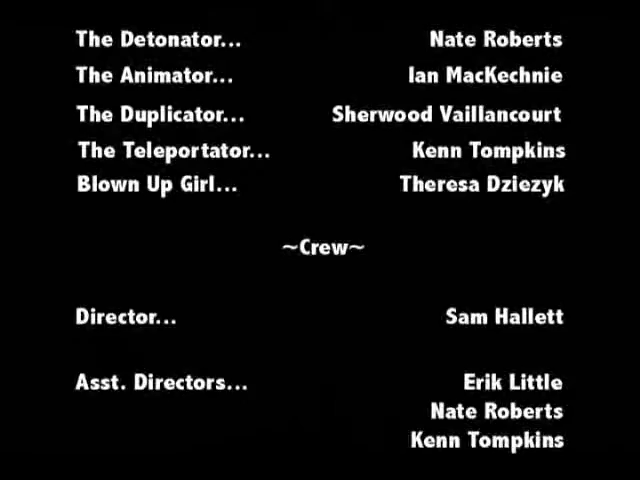 The Detonator... Nate Roberts
The Animator... Ian MacKechnie
The Duplicator... Sherwood Vaillancourt
The Teleportator... Kenn Tompkins
Blown Up Girl... Theresa Dziezyk
~Crew~
Director... Sam Hallett
Asst. Directors... Erik Little
Nate Roberts
Kenn Tompkins